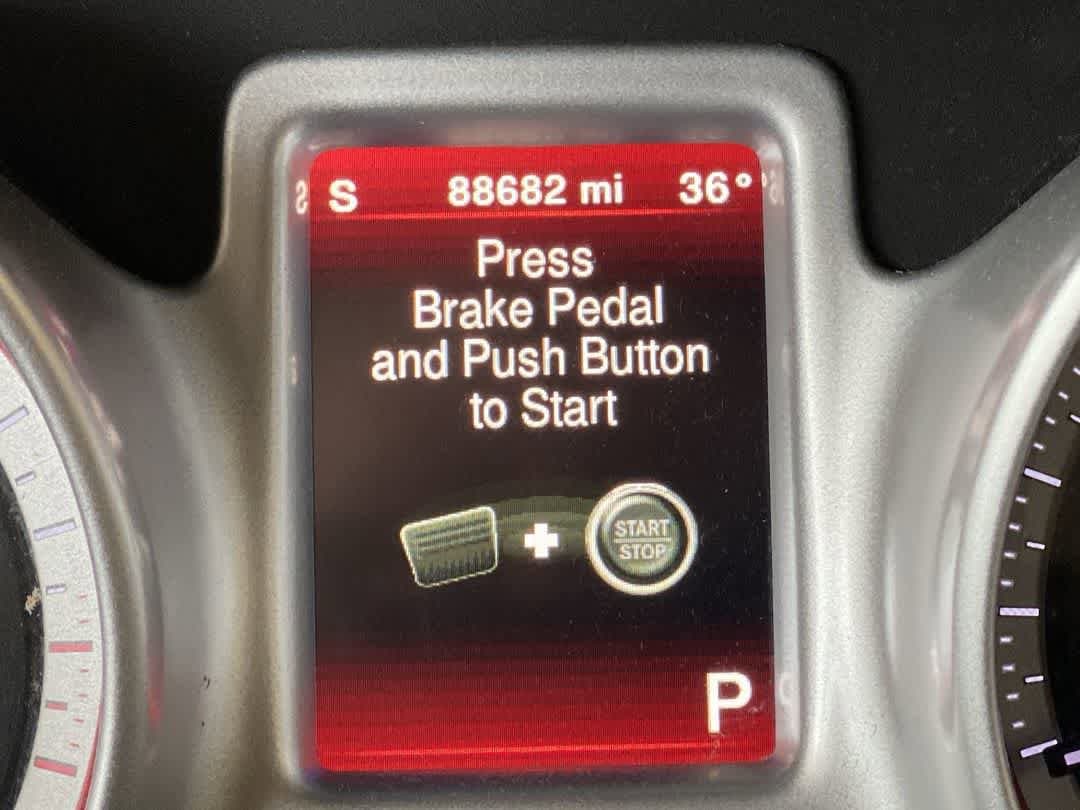 S 88682 mi 36°
Press
Brake Pedal
and Push Button
to Start
START
STOP
P